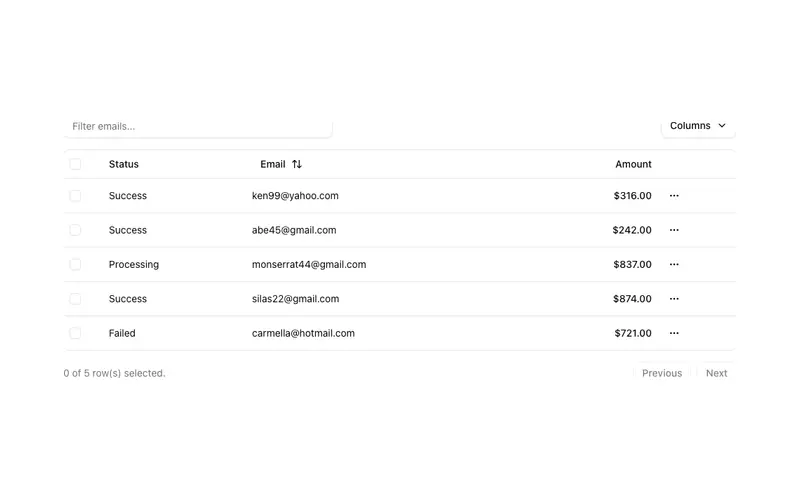 Filter emails... Columns
Status Email Amount
Success ken99@yahoo.com $316.00 ...
Success abe45@gmail.com $242.00 ...
Processing monserrat44@gmail.com $837.00 ...
Success silas22@gmail.com $874.00 ...
Failed carmella@hotmail.com $721.00 ...
0 of 5 row(s) selected. Previous Next